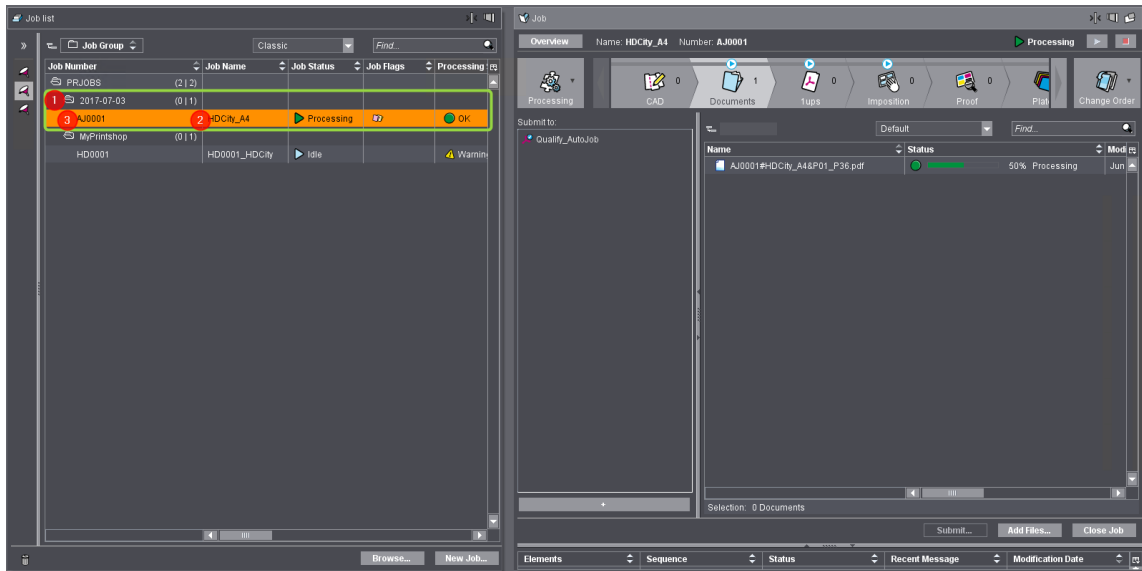 Job list
Job Group
Classic
Find...
Job Number Job Name Job Status Job Flags Processing
PRJOBS (2 | 2)
1 2017-07-03 (0 | 1)
3 AJ0001 2 HDCity_A4 Processing OK
MyPrintshop (0 | 1)
HD0001 HD0001_HDCity Idle Warnin
Browse... New Job...
Job
Overview Name: HDCity_A4 Number: AJ0001 Processing
Processing
CAD 0
Documents 1
1ups 0
Imposition 0
Proof 0
Plat
Change Order
Submit to:
Qualify_AutoJob
+
Default
Find...
Name Status Modi
AJ0001#HDCity_A4&P01_P36.pdf 50% Processing Jun
Selection: 0 Documents
Submit... Add Files... Close Job
Elements Sequence Status Recent Message Modification Date